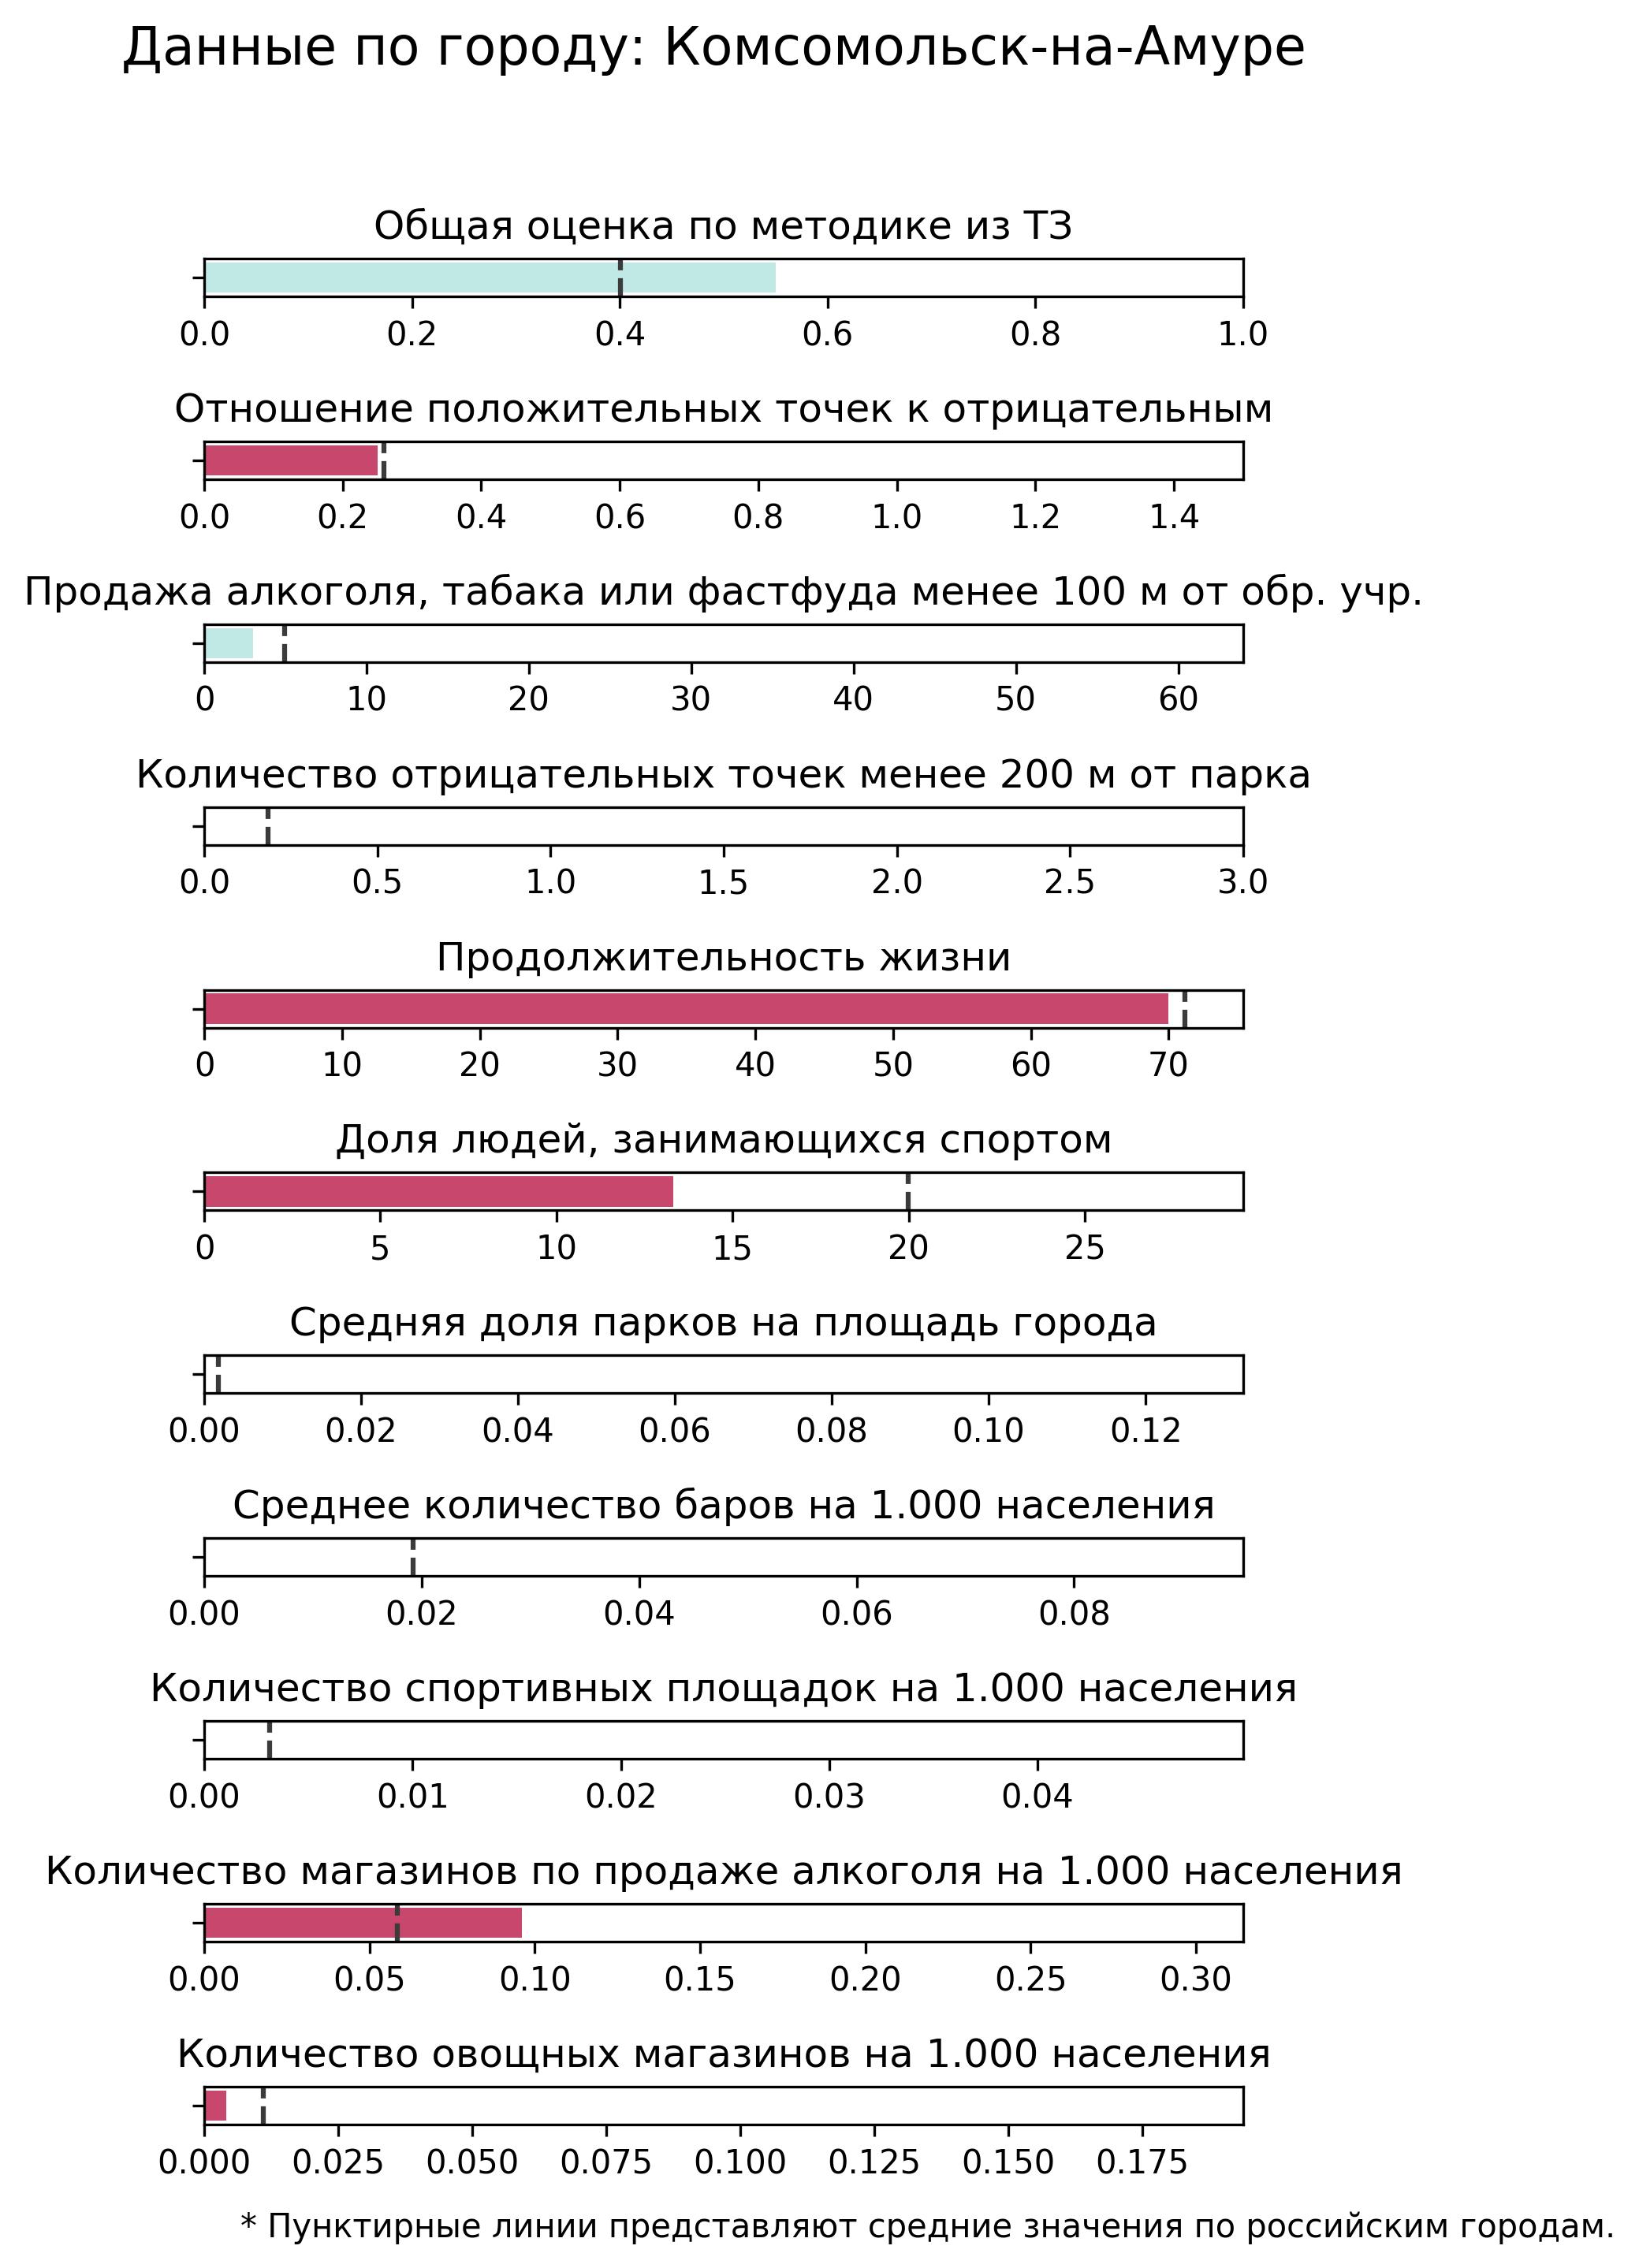 Данные по городу: Комсомольск-на-Амуре
Общая оценка по методике из ТЗ
0.0 0.2 0.4 0.6 0.8 1.0
Отношение положительных точек к отрицательным
0.0 0.2 0.4 0.6 0.8 1.0 1.2 1.4
Продажа алкоголя, табака или фастфуда менее 100 м от обр. учр.
0 10 20 30 40 50 60
Количество отрицательных точек менее 200 м от парка
0.0 0.5 1.0 1.5 2.0 2.5 3.0
Продолжительность жизни
0 10 20 30 40 50 60 70
Доля людей, занимающихся спортом
0 5 10 15 20 25
Средняя доля парков на площадь города
0.00 0.02 0.04 0.06 0.08 0.10 0.12
Среднее количество баров на 1.000 населения
0.00 0.02 0.04 0.06 0.08
Количество спортивных площадок на 1.000 населения
0.00 0.01 0.02 0.03 0.04
Количество магазинов по продаже алкоголя на 1.000 населения
0.00 0.05 0.10 0.15 0.20 0.25 0.30
Количество овощных магазинов на 1.000 населения
0.000 0.025 0.050 0.075 0.100 0.125 0.150 0.175
* Пунктирные линии представляют средние значения по российским городам.